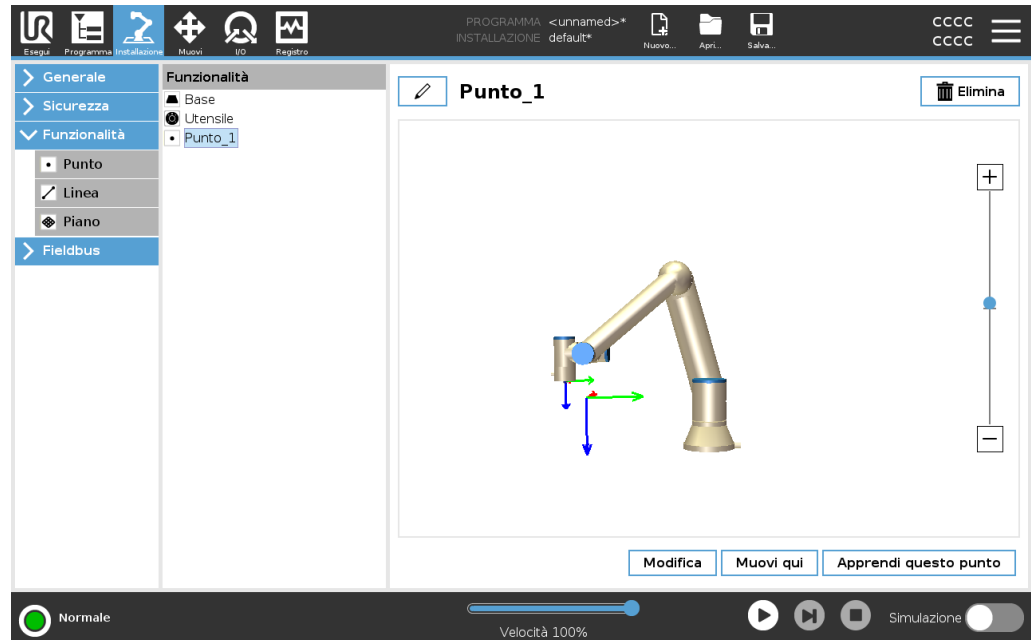 Esegui
Programma
Installazione
Muovi
I/O
Registro
PROGRAMMA <unnamed>*
INSTALLAZIONE default*
Nuovo...
Apri...
Salva...
CCCC
CCCC
Generale
Sicurezza
Funzionalità
Punto
Linea
Piano
Fieldbus
Funzionalità
Base
Utensile
Punto_1
Punto_1
Elimina
Modifica
Muovi qui
Apprendi questo punto
Normale
Velocità 100%
Simulazione